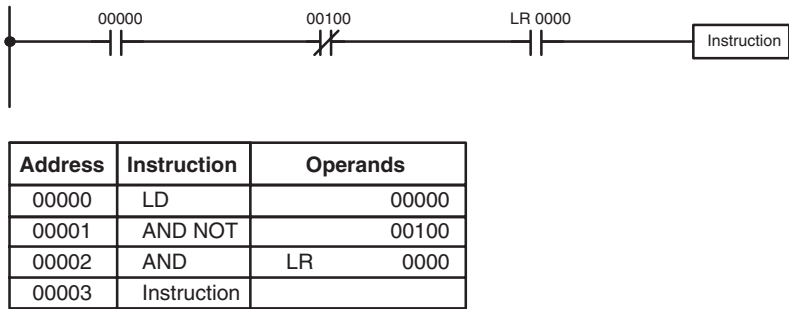 00000 00100 LR 0000
Instruction
Address Instruction Operands
00000 LD 00000
00001 AND NOT 00100
00002 AND LR 0000
00003 Instruction